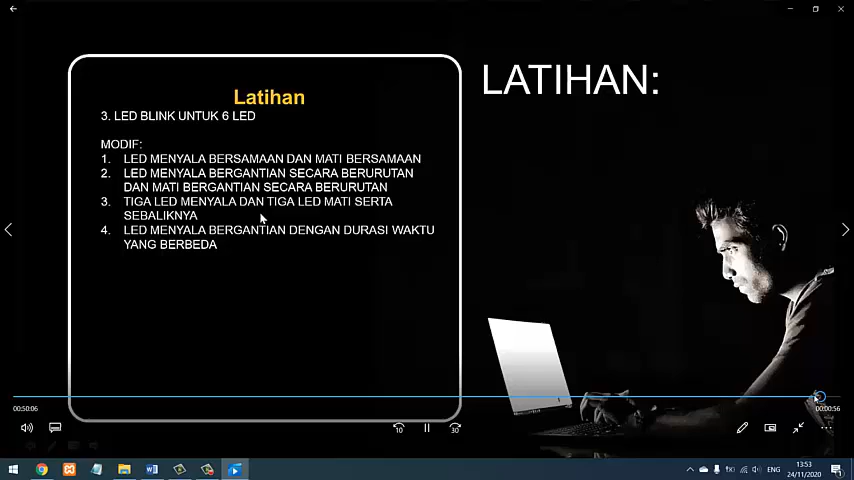 LATIHAN:
Latihan
3. LED BLINK UNTUK 6 LED
MODIF:
1. LED MENYALA BERSAMAAN DAN MATI BERSAMAAN
2. LED MENYALA BERGANTIAN SECARA BERURUTAN
DAN MATI BERGANTIAN SECARA BERURUTAN
3. TIGA LED MENYALA DAN TIGA LED MATI SERTA
SEBALIKNYA
4. LED MENYALA BERGANTIAN DENGAN DURASI WAKTU
YANG BERBEDA
00:50:06
00:00:56
10
30
ENG
13:53
24/11/2020